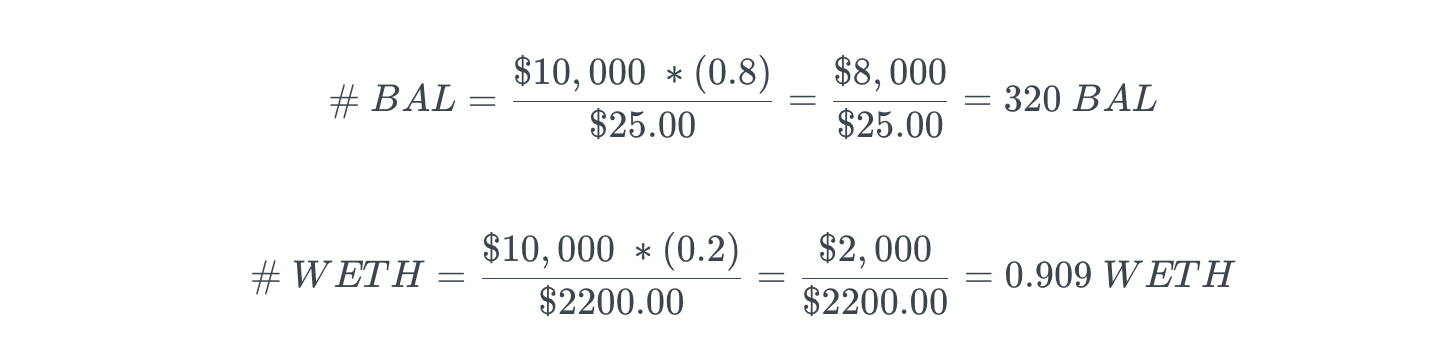 # BAL = $10,000 * (0.8) / $25.00 = $8,000 / $25.00 = 320 BAL
# WETH = $10,000 * (0.2) / $2200.00 = $2,000 / $2200.00 = 0.909 WETH